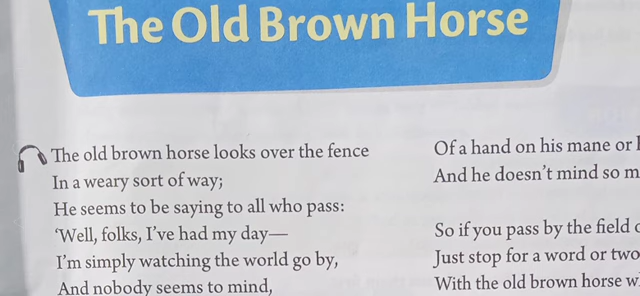 The Old Brown Horse
The old brown horse looks over the fence
In a weary sort of way;
He seems to be saying to all who pass:
‘Well, folks, I’ve had my day—
I’m simply watching the world go by,
And nobody seems to mind,
Of a hand on his mane or
And he doesn’t mind so
So if you pass by the field
Just stop for a word or two
With the old brown horse